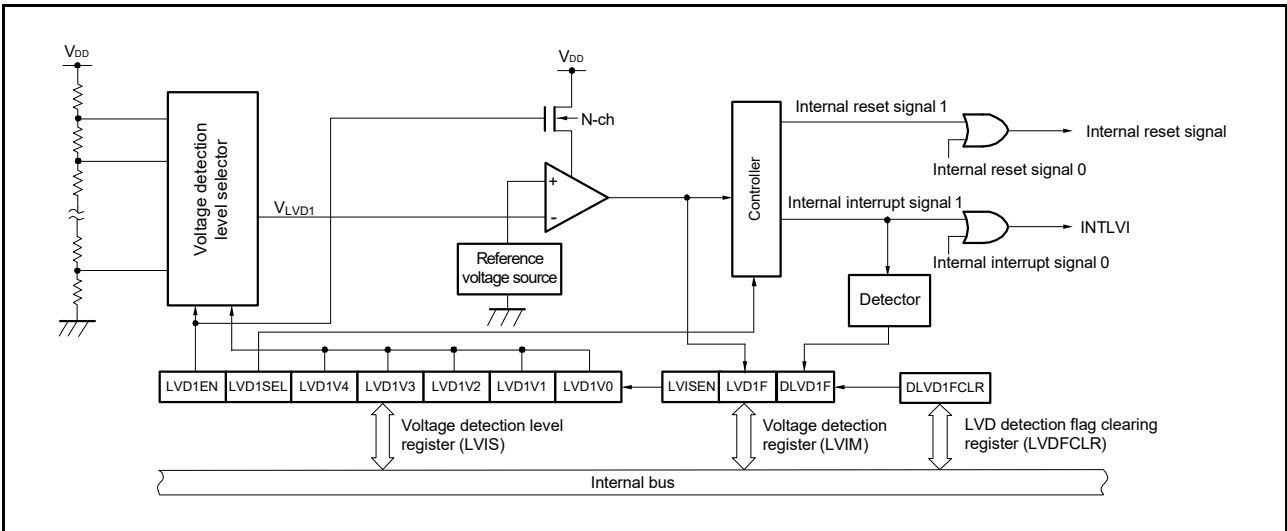 VDD
Voltage detection
level selector
VLVD1
VDD
N-ch
+
-
Reference
voltage source
Controller
Internal reset signal 1
Internal reset signal 0
Internal reset signal
Internal interrupt signal 1
Internal interrupt signal 0
INTLVI
Detector
LVD1EN LVD1SEL LVD1V4 LVD1V3 LVD1V2 LVD1V1 LVD1V0
LVISEN LVD1F DLVD1F
DLVD1FCLR
Voltage detection level
register (LVIS)
Voltage detection
register (LVIM)
LVD detection flag clearing
register (LVDFCLR)
Internal bus